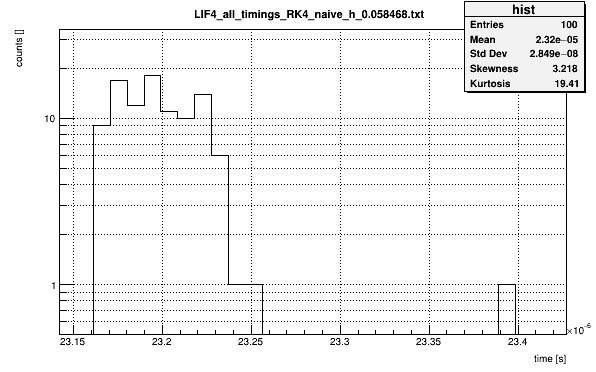 LIF4_all_timings_RK4_naive_h_0.058468.txt
hist
Entries 100
Mean 2.32e−05
Std Dev 2.849e−08
Skewness 3.218
Kurtosis 19.41
counts []
10
1
23.15 23.2 23.25 23.3 23.35 23.4
×10⁻⁶
time [s]